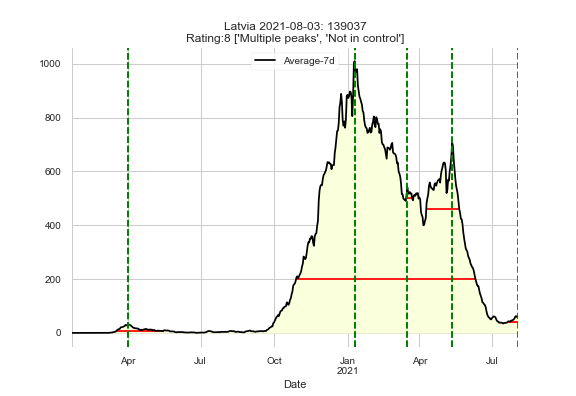 Latvia 2021-08-03: 139037
Rating:8 ['Multiple peaks', 'Not in control']
Average-7d
1000
800
600
400
200
0
Apr
Jul
Oct
Jan
2021
Apr
Jul
Date